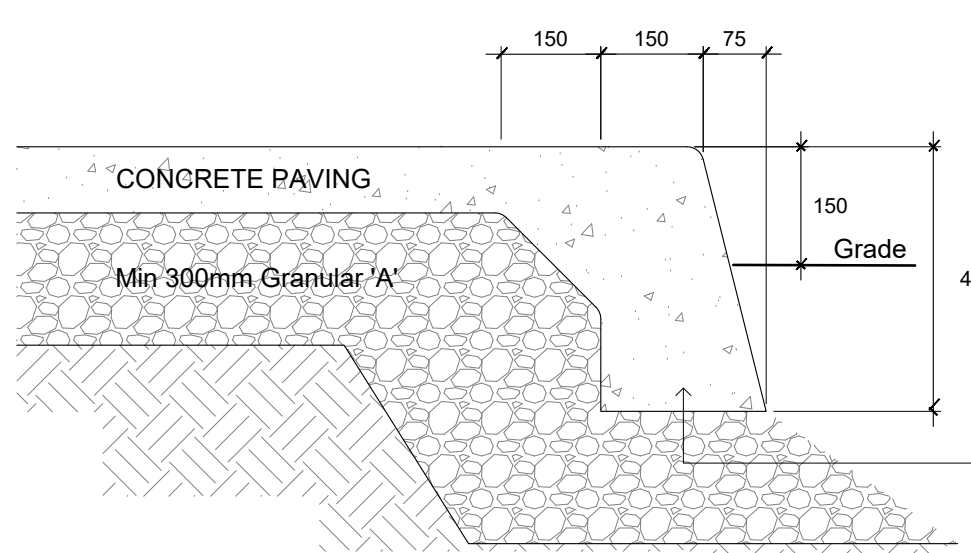 150 150 75
CONCRETE PAVING
150
Grade
Min 300mm Granular 'A'
4